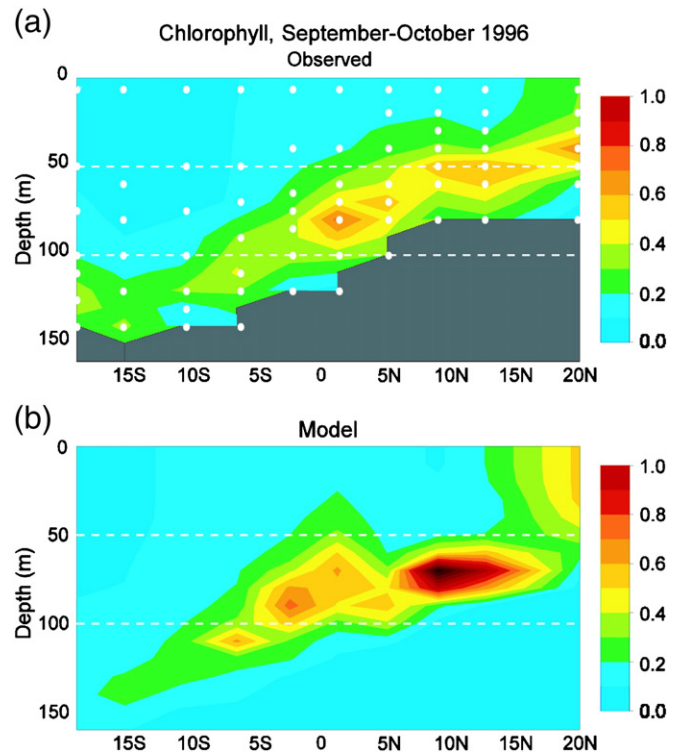 (a)
Chlorophyll, September-October 1996
Observed
0
50
100
150
Depth (m)
15S 10S 5S 0 5N 10N 15N 20N
1.0
0.8
0.6
0.4
0.2
0.0
(b)
Model
0
50
100
150
Depth (m)
15S 10S 5S 0 5N 10N 15N 20N
1.0
0.8
0.6
0.4
0.2
0.0